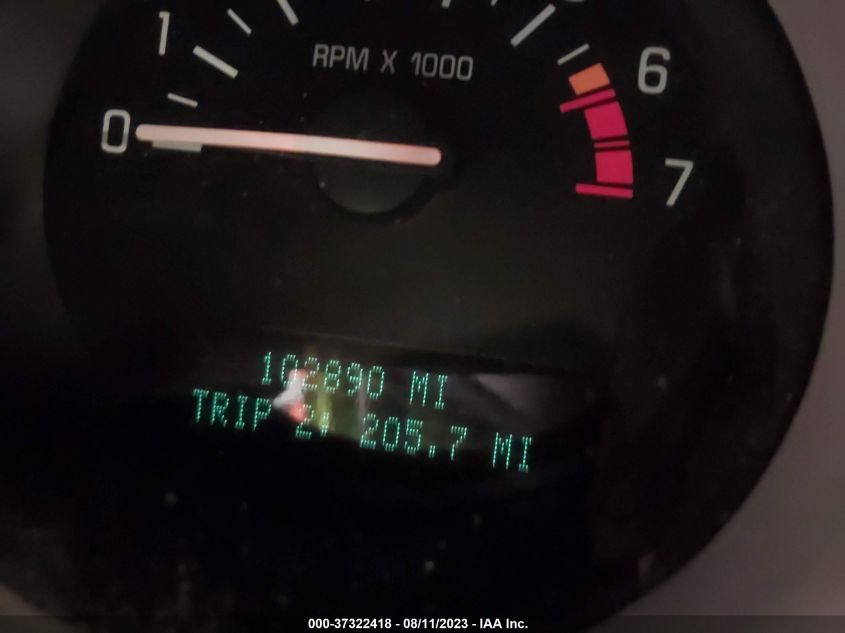 1
6
RPM X 1000
0
7
102890 MI
TRIP 2: 205.7 MI
000-37322418 - 08/11/2023 - IAA Inc.